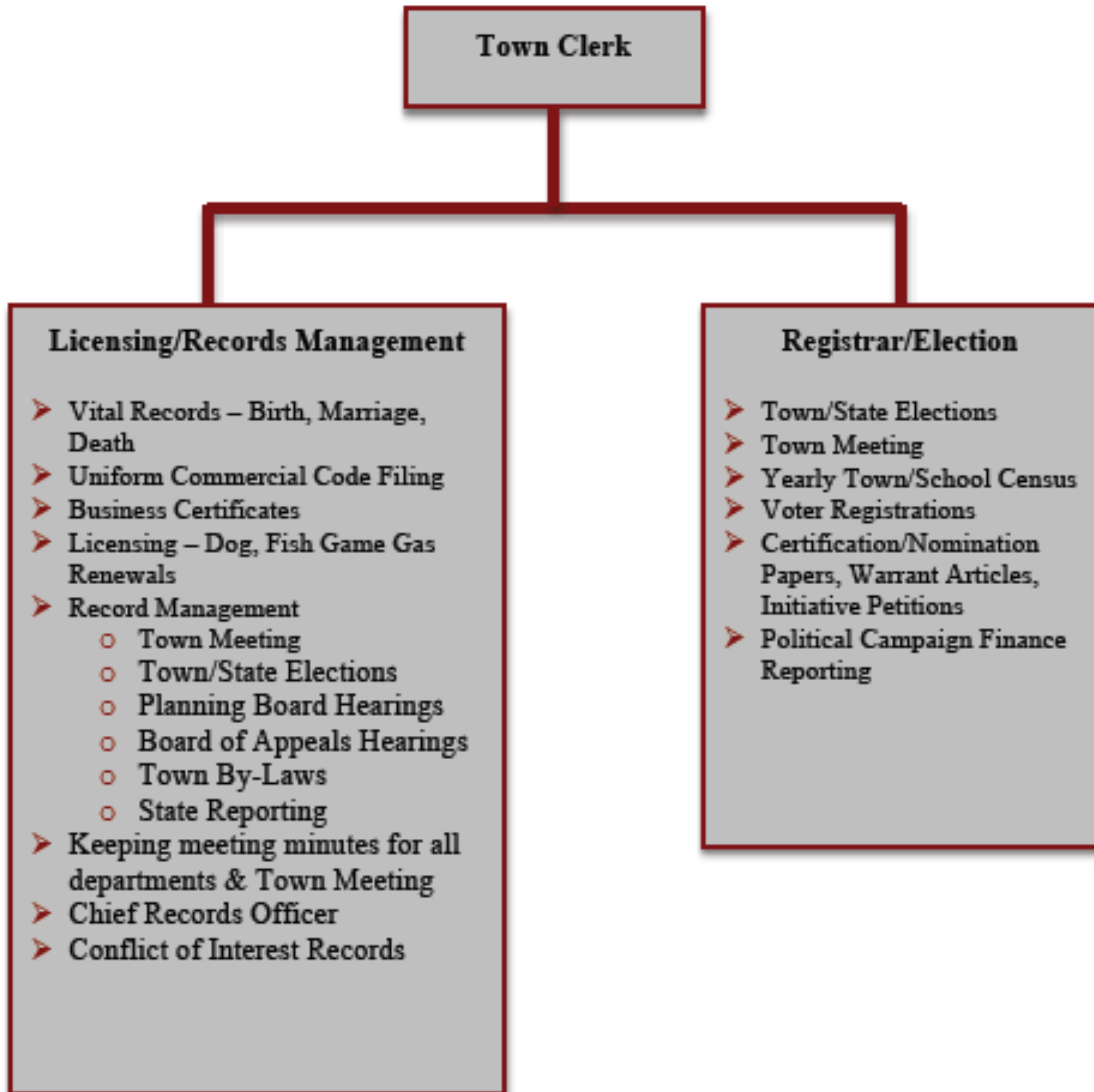 Town Clerk
Licensing/Records Management
➤ Vital Records – Birth, Marriage,
Death
➤ Uniform Commercial Code Filing
➤ Business Certificates
➤ Licensing – Dog, Fish Game Gas
Renewals
➤ Record Management
o Town Meeting
o Town/State Elections
o Planning Board Hearings
o Board of Appeals Hearings
o Town By-Laws
o State Reporting
➤ Keeping meeting minutes for all
departments & Town Meeting
➤ Chief Records Officer
➤ Conflict of Interest Records
Registrar/Election
➤ Town/State Elections
➤ Town Meeting
➤ Yearly Town/School Census
➤ Voter Registrations
➤ Certification/Nomination
Papers, Warrant Articles,
Initiative Petitions
➤ Political Campaign Finance
Reporting